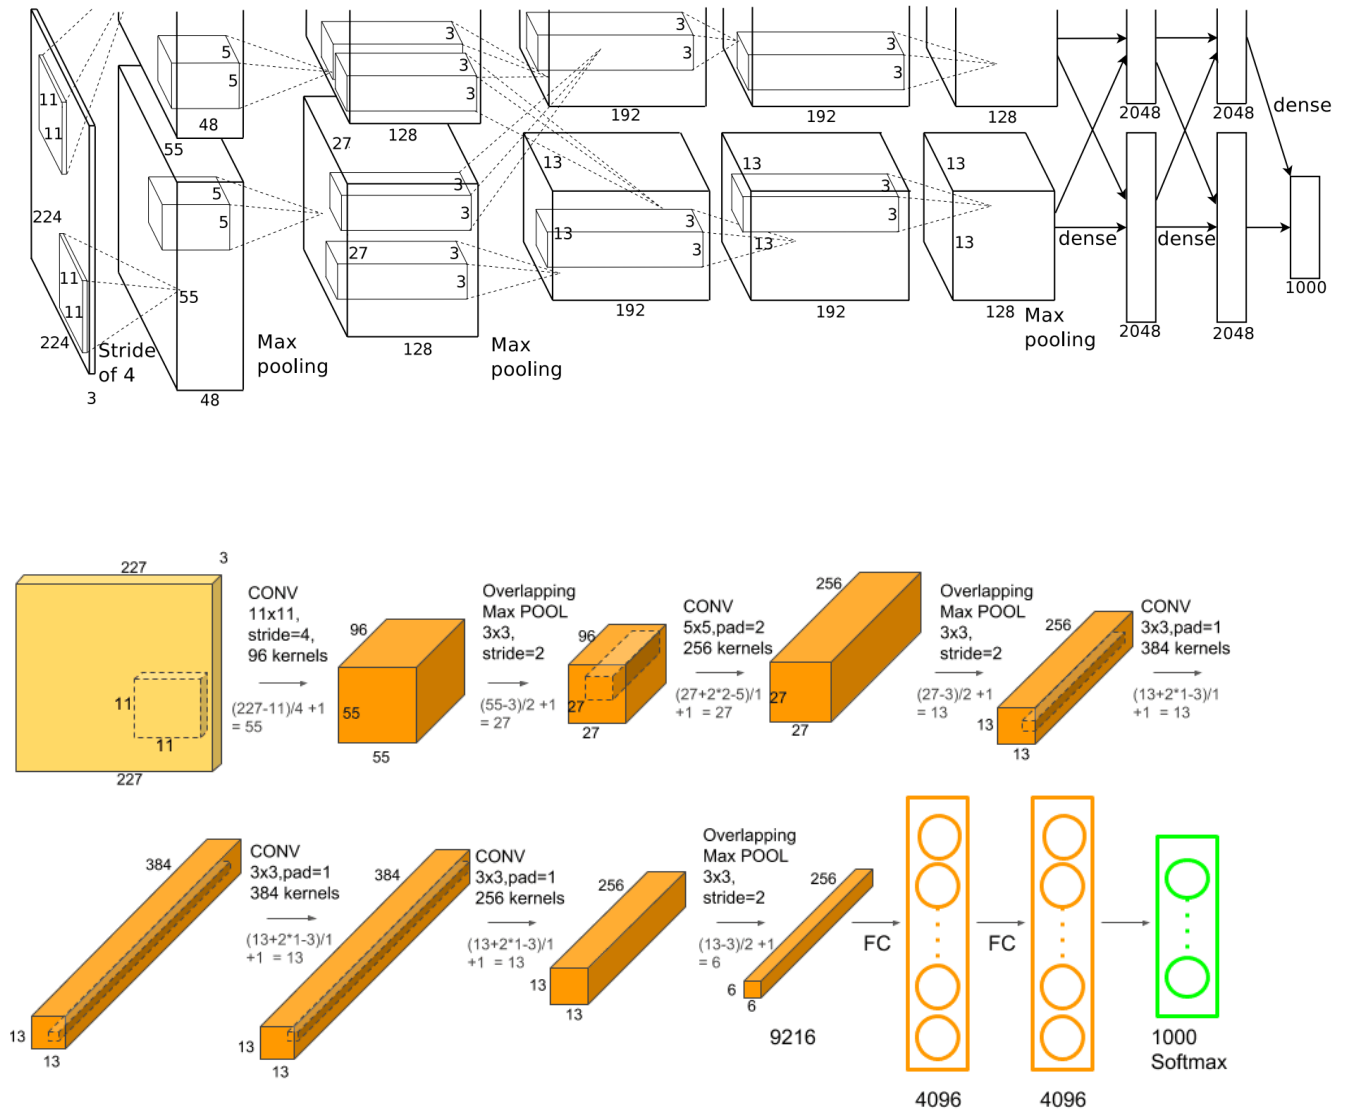 3
3
3
3
5
5
3
3
3
3
11
11
48
128
192
192
128
2048
2048
dense
55
27
13
13
13
224
5
5
3
3
3
3
3
3
27
3
3
13
13
13
dense
dense
11
11
55
1000
224
Stride
of 4
Max
pooling
128
Max
pooling
192
192
128
Max
pooling
2048
2048
3
48
227
3
CONV
11x11,
stride=4,
96 kernels
(227-11)/4 +1
= 55
11
11
227
96
55
55
Overlapping
Max POOL
3x3,
stride=2
(55-3)/2 +1
= 27
96
27
27
CONV
5x5,pad=2
256 kernels
(27+2*2-5)/1
+1 = 27
256
27
27
Overlapping
Max POOL
3x3,
stride=2
(27-3)/2 +1
= 13
256
13
13
CONV
3x3,pad=1
384 kernels
(13+2*1-3)/1
+1 = 13
384
13
13
CONV
3x3,pad=1
384 kernels
(13+2*1-3)/1
+1 = 13
384
13
13
CONV
3x3,pad=1
256 kernels
(13+2*1-3)/1
+1 = 13
256
13
13
Overlapping
Max POOL
3x3,
stride=2
(13-3)/2 +1
= 6
256
6
6
9216
FC
4096
FC
4096
1000
Softmax